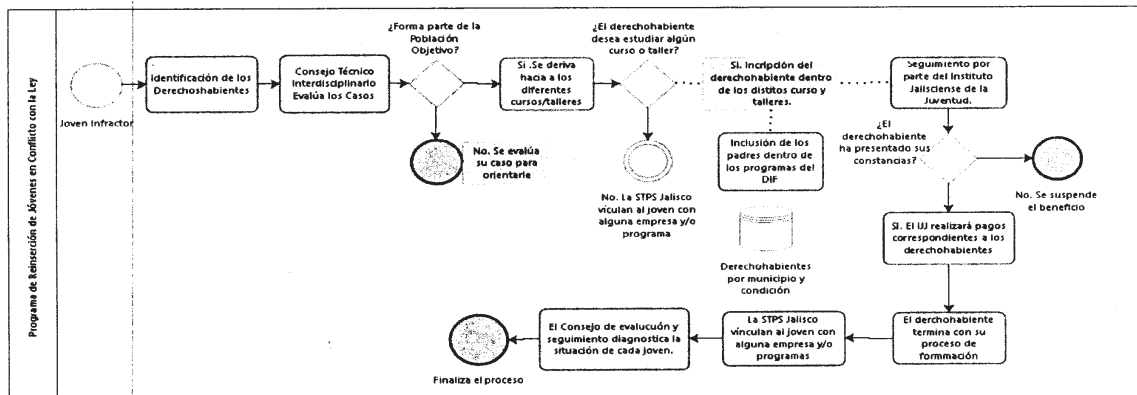 Programa de Reinserción de Jóvenes en Conflicto con la Ley
Joven Infractor
Identificación de los
Derechoshabientes
Consejo Técnico
Interdisciplinario
Evalúa los Casos
¿Forma parte de la
Población
Objetivo?
No. Se evalúa
su caso para
orientarle
Si .Se deriva
hacia a los
diferentes
cursos/talleres
¿El derechohabiente
desea estudiar algún
curso o taller?
No. La STPS Jalisco
vículan al joven con
alguna empresa y/o
programa
Si. Incripción del
derechohabiente dentro
de los distitos curso y
talleres.
Inclusión de los
padres dentro de
los programas del
DIF
Derechohabientes
por municipio y
condición
Seguimiento por
parte del Instituto
Jalisciense de la
Juventud.
¿El
derechohabiente
ha presentado sus
constancias?
No. Se suspende
el beneficio
Si. El IJJ realizará pagos
correspondientes a los
derechohabientes
El derchohabiente
termina con su
proceso de
formmación
La STPS Jalisco
vínculan al joven con
alguna empresa y/o
programas
El Consejo de evalucuón y
seguimiento diagnostica la
situación de cada joven.
Finaliza el proceso